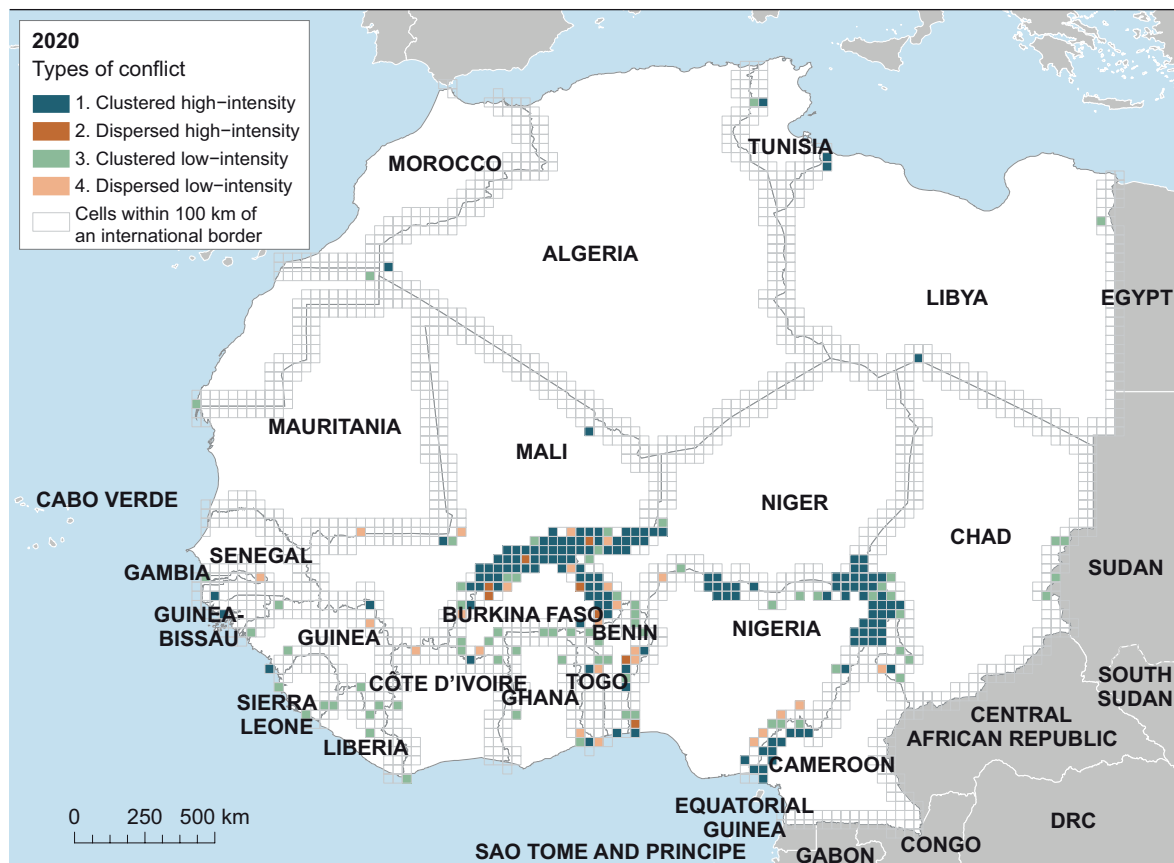 2020
Types of conflict
1. Clustered high−intensity
2. Dispersed high−intensity
3. Clustered low−intensity
4. Dispersed low−intensity
Cells within 100 km of
an international border
MOROCCO
TUNISIA
ALGERIA
LIBYA
EGYPT
MAURITANIA
MALI
NIGER
CHAD
SUDAN
CABO VERDE
SENEGAL
GAMBIA
GUINEA-
BISSAU
GUINEA
BURKINA FASO
BENIN
NIGERIA
SIERRA
LEONE
CÔTE D'IVOIRE
GHANA
TOGO
LIBERIA
SOUTH
SUDAN
CENTRAL
AFRICAN REPUBLIC
CAMEROON
EQUATORIAL
GUINEA
SAO TOME AND PRINCIPE
GABON
CONGO
DRC
0 250 500 km